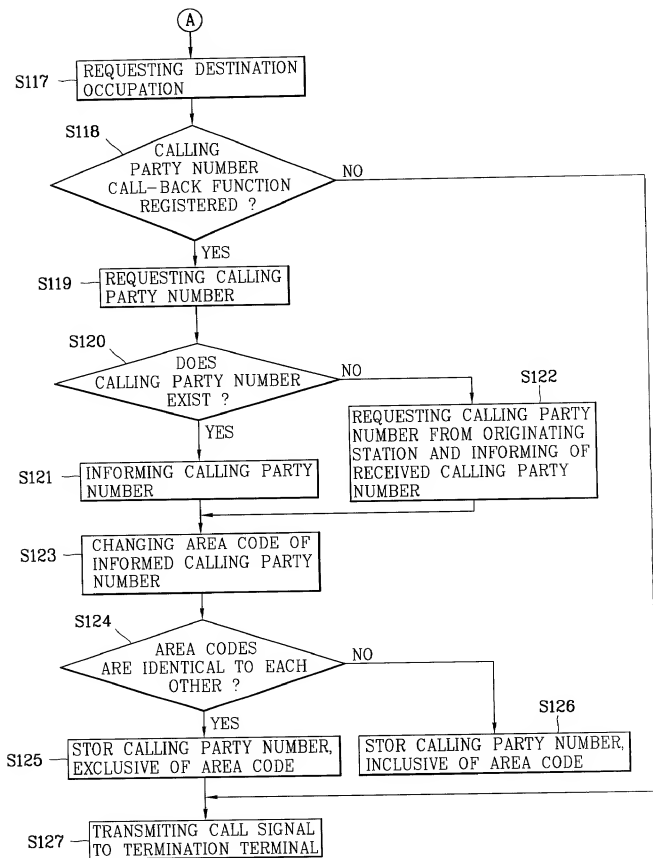 A
S117
REQUESTING DESTINATION
OCCUPATION
S118
CALLING
PARTY NUMBER
CALL-BACK FUNCTION
REGISTERED ?
NO
YES
S119
REQUESTING CALLING
PARTY NUMBER
S120
DOES
CALLING PARTY NUMBER
EXIST ?
NO
YES
S122
REQUESTING CALLING PARTY
NUMBER FROM ORIGINATING
STATION AND INFORMING OF
RECEIVED CALLING PARTY
NUMBER
S121
INFORMING CALLING PARTY
NUMBER
S123
CHANGING AREA CODE OF
INFORMED CALLING PARTY
NUMBER
S124
AREA CODES
ARE IDENTICAL TO EACH
OTHER ?
NO
YES
S125
STOR CALLING PARTY NUMBER,
EXCLUSIVE OF AREA CODE
S126
STOR CALLING PARTY NUMBER,
INCLUSIVE OF AREA CODE
S127
TRANSMITING CALL SIGNAL
TO TERMINATION TERMINAL